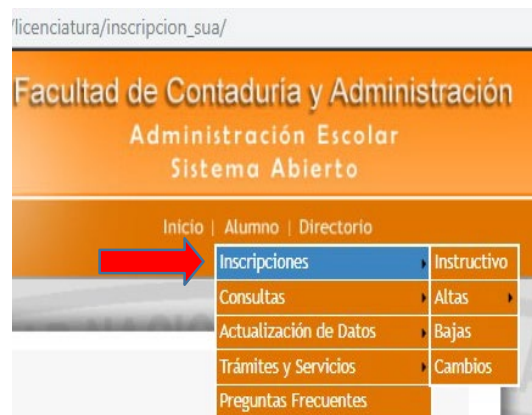 /licenciatura/inscripcion_sua/
Facultad de Contaduría y Administración
Administración Escolar
Sistema Abierto
Inicio | Alumno | Directorio
Inscripciones
Instructivo
Consultas
Altas
Actualización de Datos
Bajas
Trámites y Servicios
Cambios
Preguntas Frecuentes